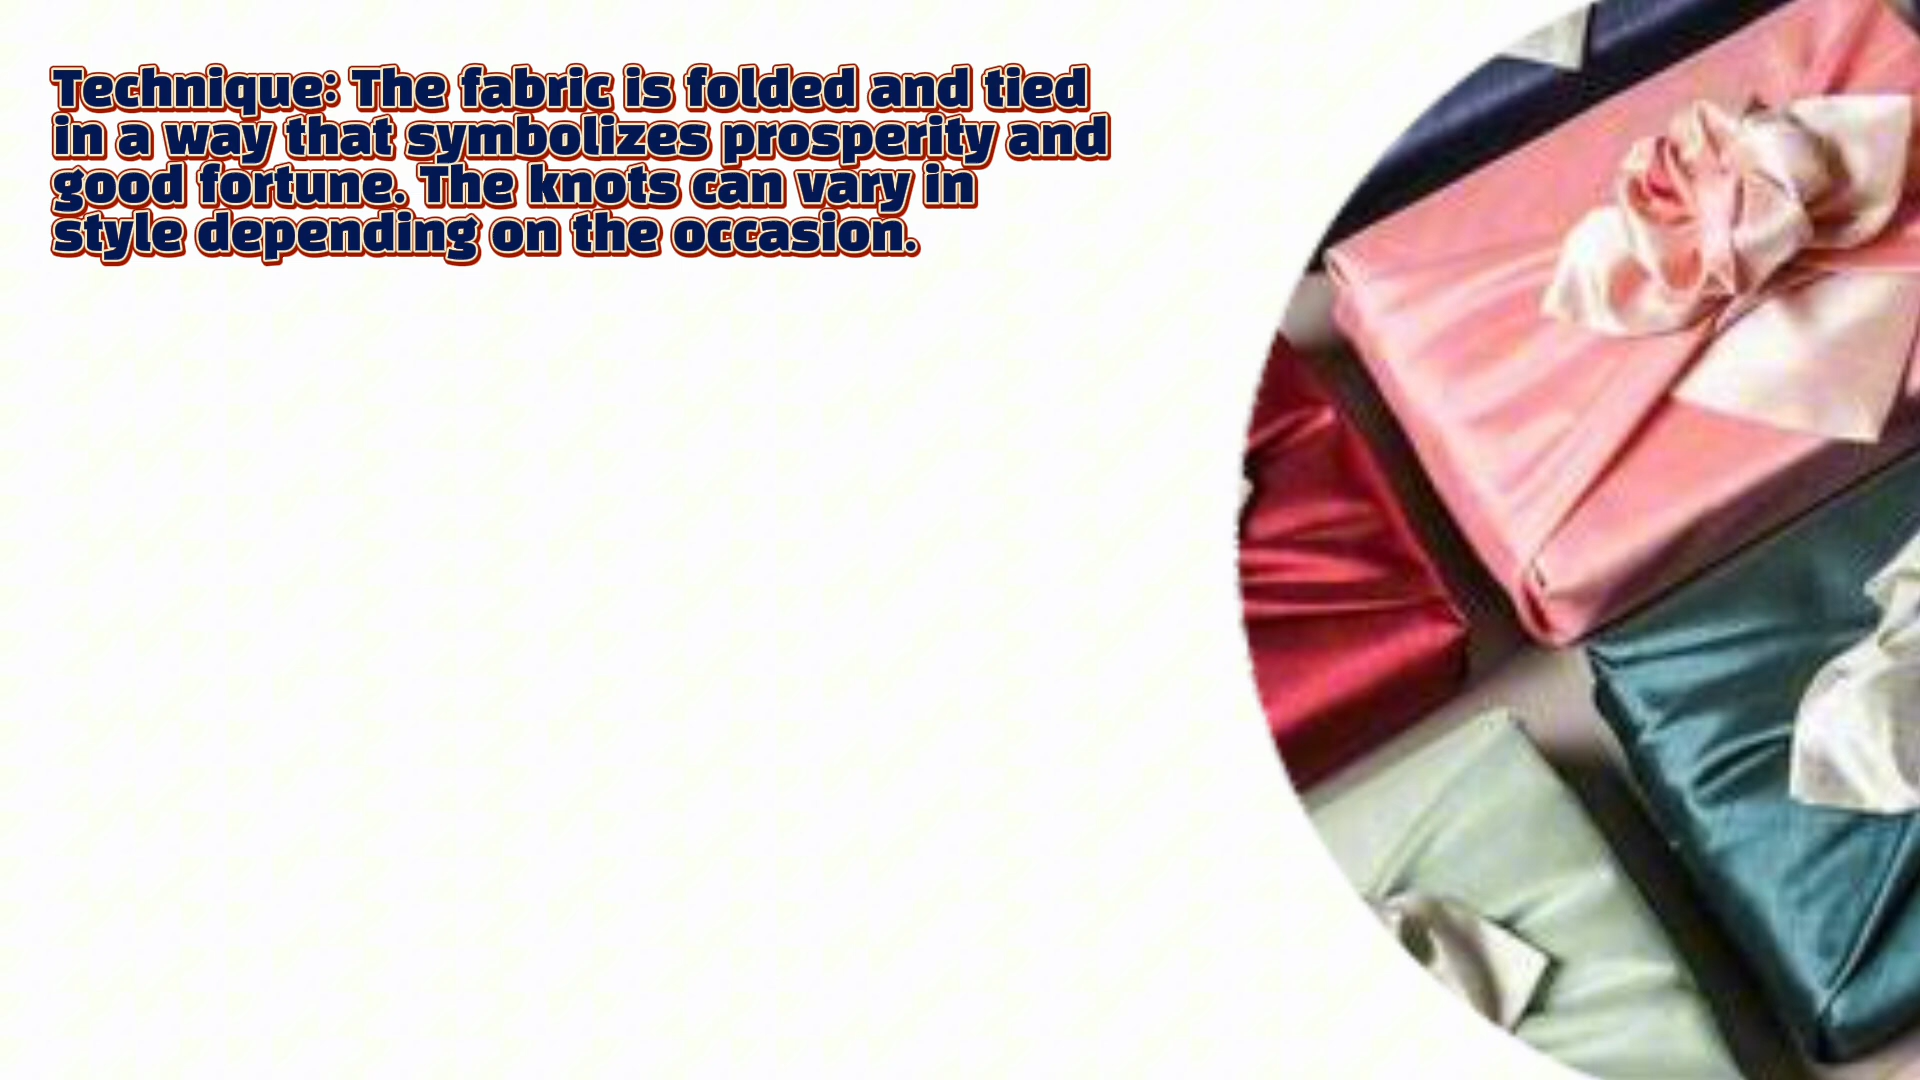 Technique: The fabric is folded and tied
in a way that symbolizes prosperity and
good fortune. The knots can vary in
style depending on the occasion.